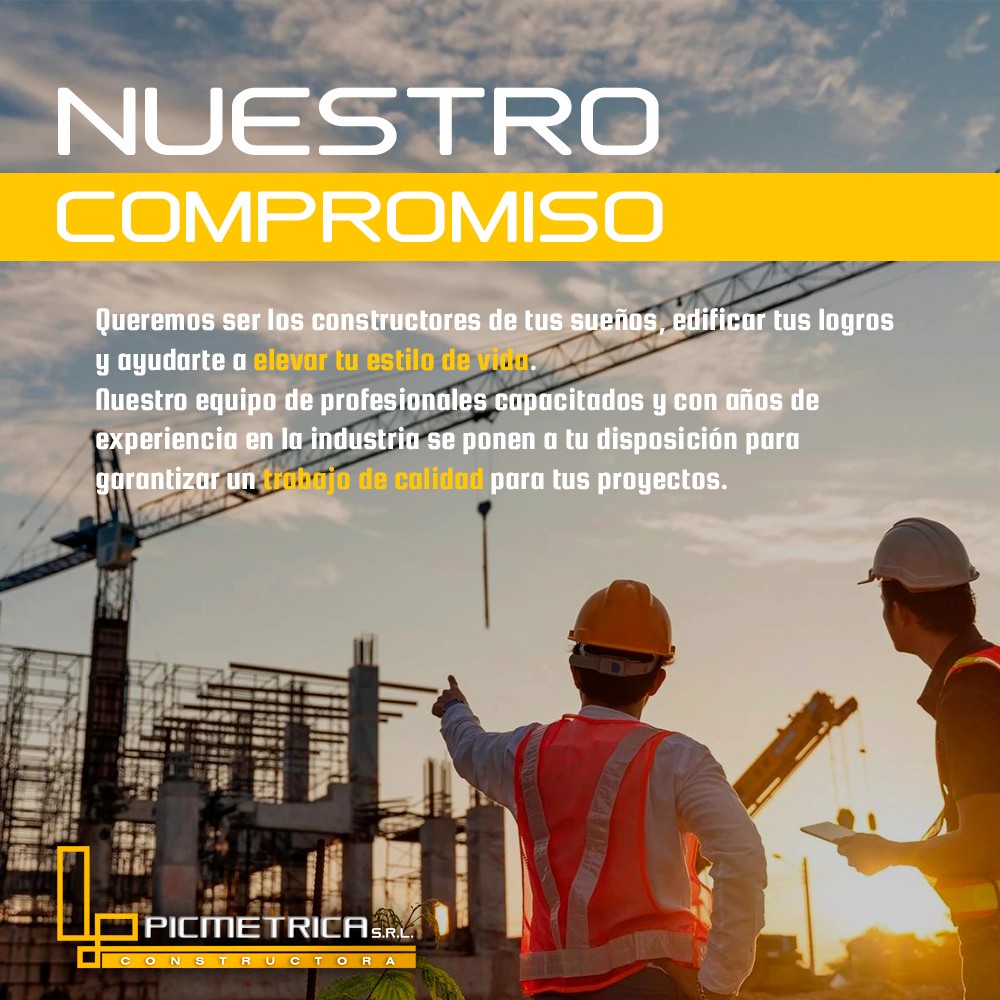 NUESTRO
COMPROMISO
Queremos ser los constructores de tus sueños, edificar tus logros
y ayudarte a elevar tu estilo de vida.
Nuestro equipo de profesionales capacitados y con años de
experiencia en la industria se ponen a tu disposición para
garantizar un trabajo de calidad para tus proyectos.
PICMETRICA S.R.L.
CONSTRUCTORA